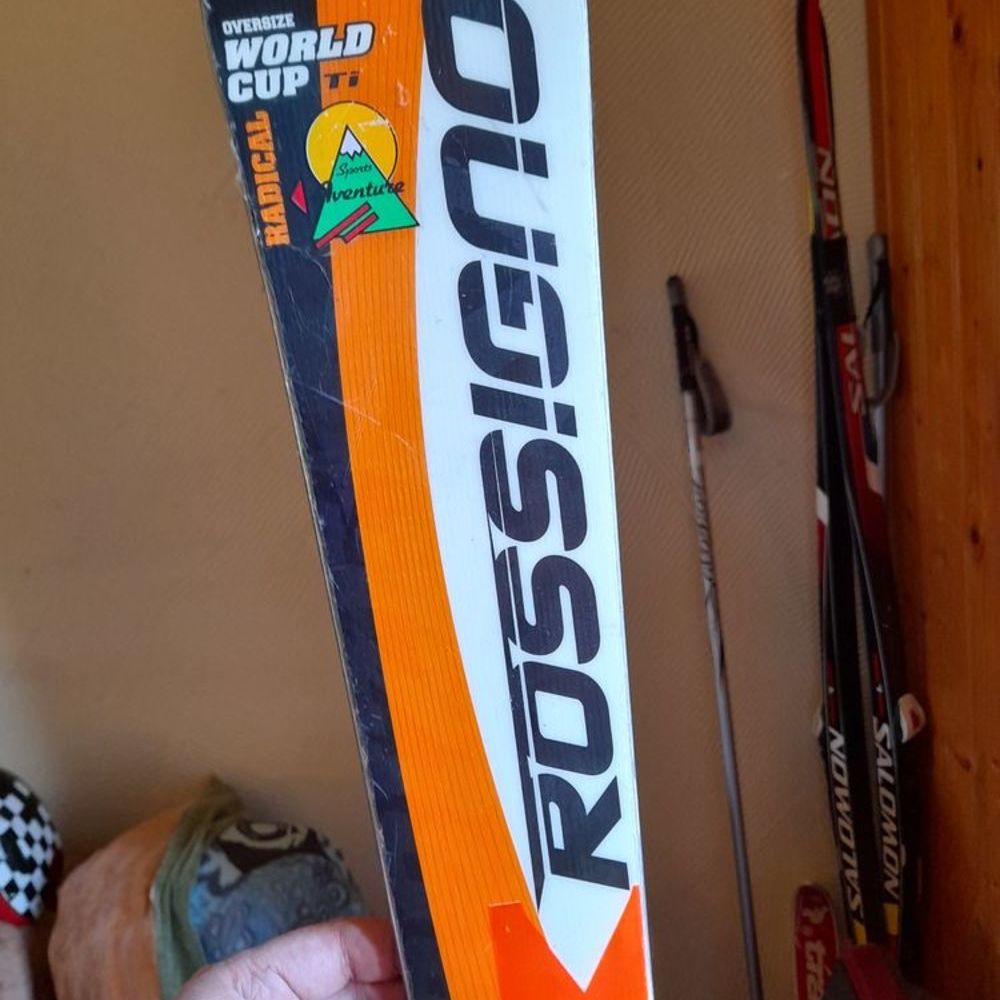 OVERSIZE
WORLD
CUP Ti
RADICAL
Sports
Aventure
ROSSIGNO
SALOMON
SALOMON